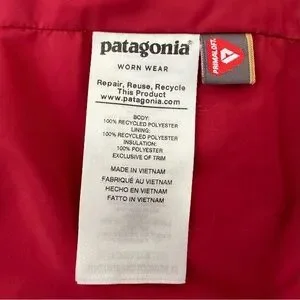 patagonia®
WORN WEAR
Repair, Reuse, Recycle
This Product
www.patagonia.com
BODY:
100% RECYCLED POLYESTER
LINING:
100% RECYCLED POLYESTER
INSULATION:
100% POLYESTER
EXCLUSIVE OF TRIM
MADE IN VIETNAM
FABRIQUÉ AU VIETNAM
HECHO EN VIETNAM
FATTO IN VIETNAM
PRIMALOFT